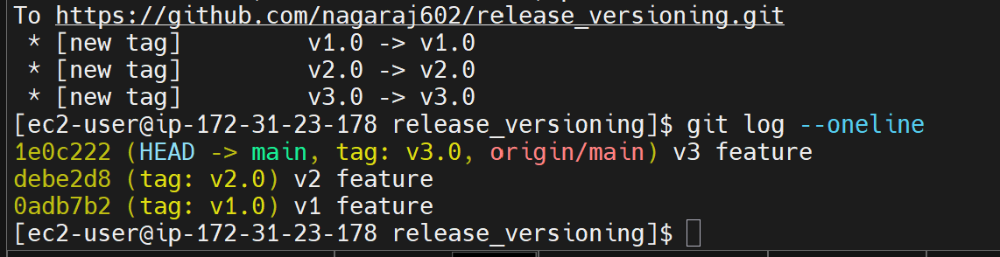 To https://github.com/nagaraj602/release_versioning.git
* [new tag] v1.0 -> v1.0
* [new tag] v2.0 -> v2.0
* [new tag] v3.0 -> v3.0
[ec2-user@ip-172-31-23-178 release_versioning]$ git log --oneline
1e0c222 (HEAD -> main, tag: v3.0, origin/main) v3 feature
debe2d8 (tag: v2.0) v2 feature
0adb7b2 (tag: v1.0) v1 feature
[ec2-user@ip-172-31-23-178 release_versioning]$